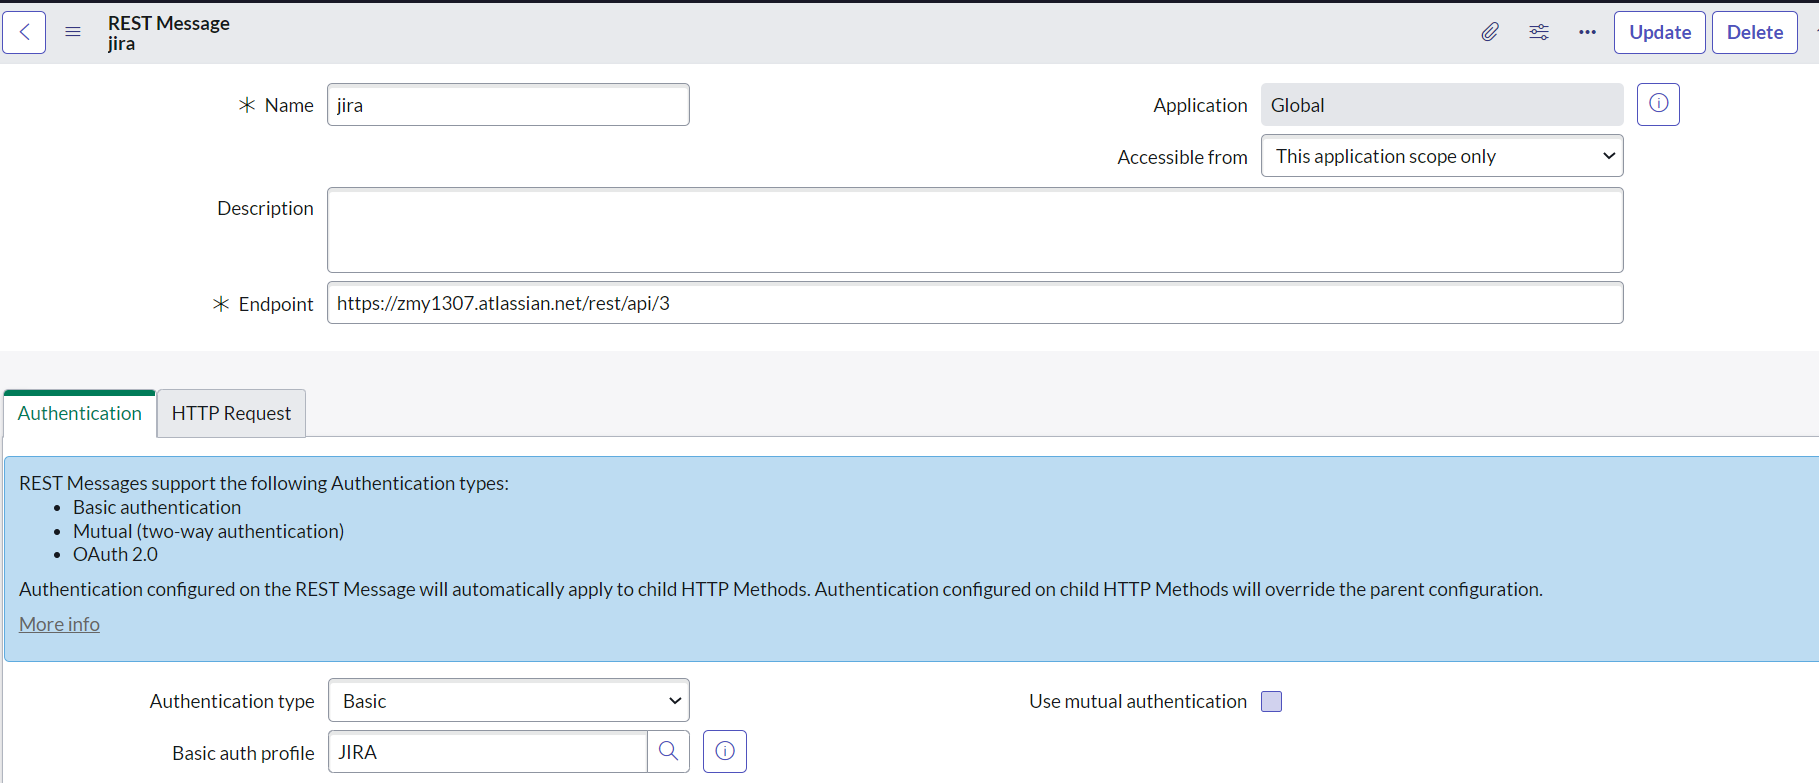 REST Message
jira
Update
Delete
Name
jira
Application
Global
Accessible from
This application scope only
Description
Endpoint
https://zmy1307.atlassian.net/rest/api/3
Authentication
HTTP Request
REST Messages support the following Authentication types:
• Basic authentication
• Mutual (two-way authentication)
• OAuth 2.0
Authentication configured on the REST Message will automatically apply to child HTTP Methods. Authentication configured on child HTTP Methods will override the parent configuration.
More info
Authentication type
Basic
Use mutual authentication
Basic auth profile
JIRA